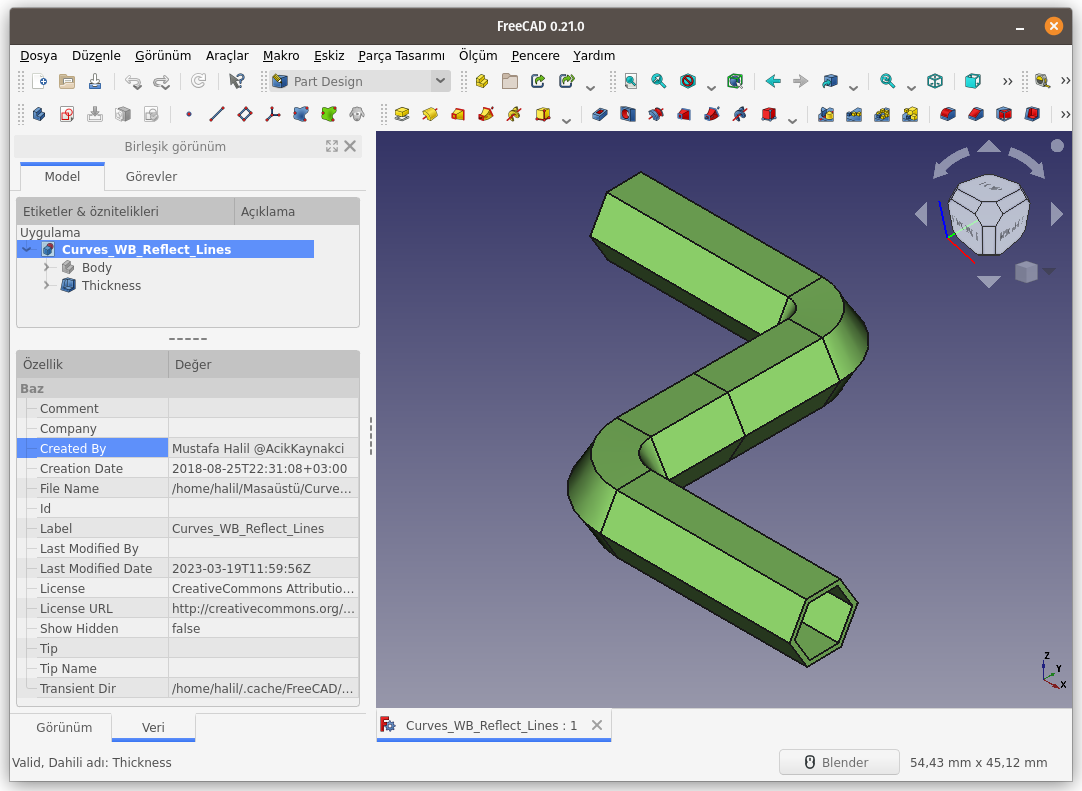 FreeCAD 0.21.0
Dosya Düzenle Görünüm Araçlar Makro Eskiz Parça Tasarımı Ölçüm Pencere Yardım
Part Design
Birleşik görünüm
Model Görevler
Etiketler & öznitelikleri Açıklama
Uygulama
Curves_WB_Reflect_Lines
Body
Thickness
Özellik Değer
Baz
Comment
Company
Created By Mustafa Halil @AcikKaynakci
Creation Date 2018-08-25T22:31:08+03:00
File Name /home/halil/Masaüstü/Curve...
Id
Label Curves_WB_Reflect_Lines
Last Modified By
Last Modified Date 2023-03-19T11:59:56Z
License CreativeCommons Attributio...
License URL http://creativecommons.org/...
Show Hidden false
Tip
Tip Name
Transient Dir /home/halil/.cache/FreeCAD/...
Z
Y
X
Görünüm Veri
Curves_WB_Reflect_Lines : 1
Valid, Dahili adı: Thickness
Blender 54,43 mm x 45,12 mm